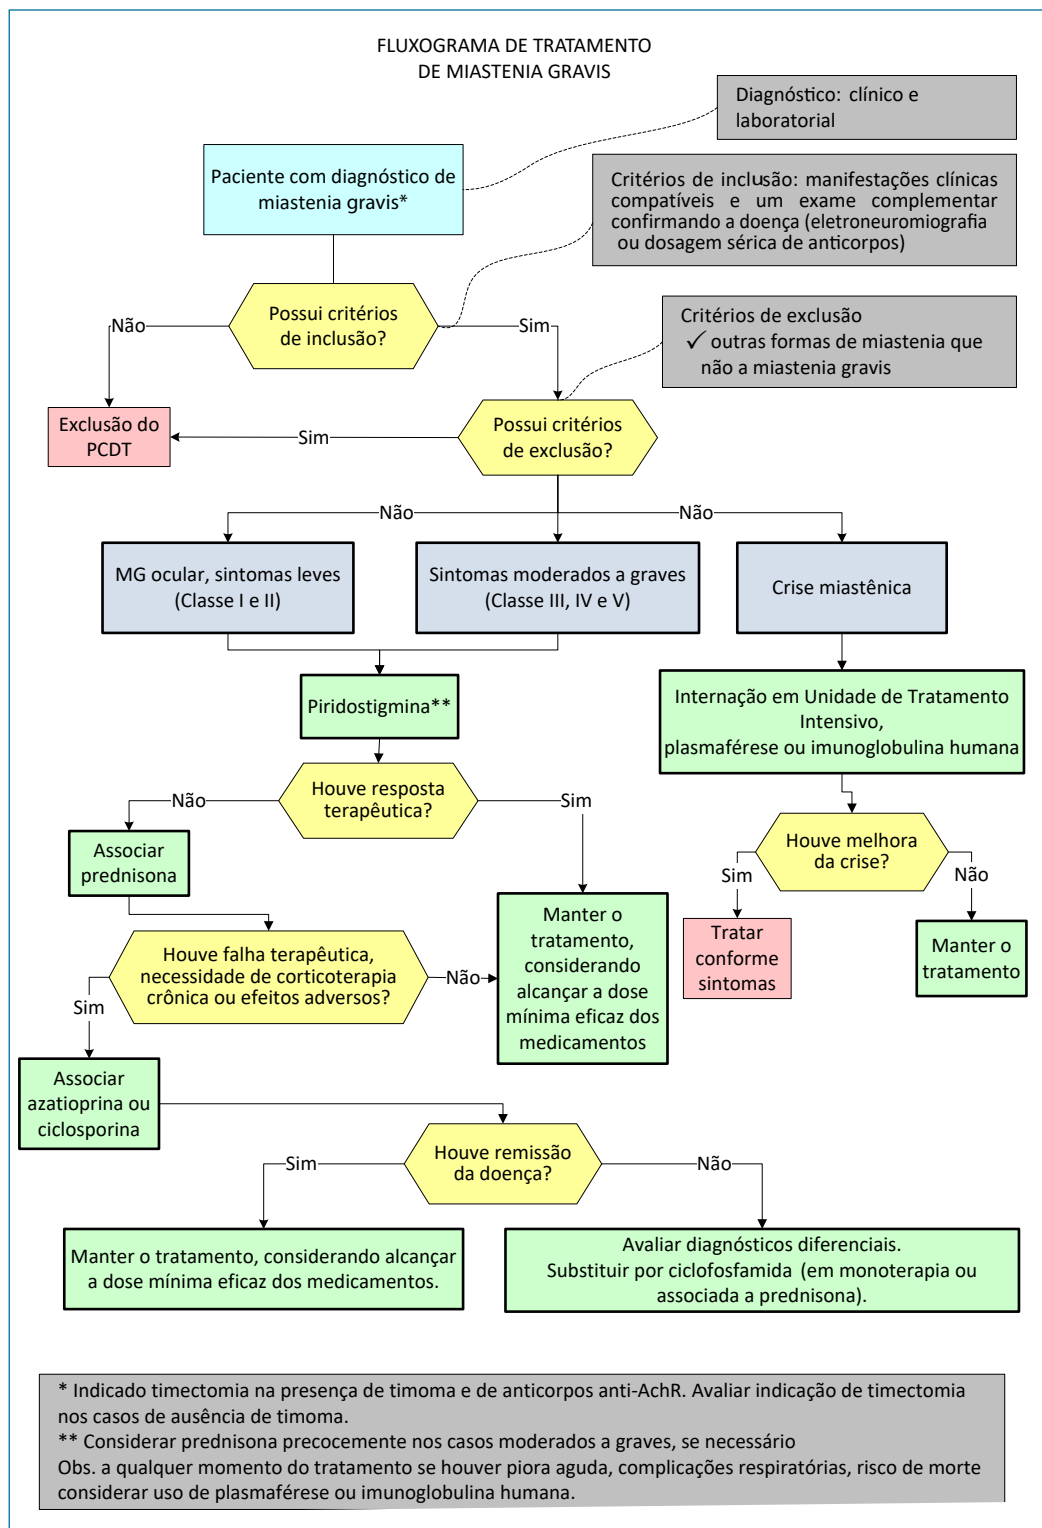 FLUXOGRAMA DE TRATAMENTO
DE MIASTENIA GRAVIS
Diagnóstico: clínico e
laboratorial
Paciente com diagnóstico de
miastenia gravis*
Critérios de inclusão: manifestações clínicas
compatíveis e um exame complementar
confirmando a doença (eletroneuromiografia
ou dosagem sérica de anticorpos)
Possui critérios
de inclusão?
Não
Sim
Critérios de exclusão
✓ outras formas de miastenia que
não a miastenia gravis
Exclusão do
PCDT
Sim
Possui critérios
de exclusão?
Não
Não
MG ocular, sintomas leves
(Classe I e II)
Sintomas moderados a graves
(Classe III, IV e V)
Crise miastênica
Piridostigmina**
Internação em Unidade de Tratamento
Intensivo,
plasmaférese ou imunoglobulina humana
Houve resposta
terapêutica?
Não
Sim
Associar
prednisona
Houve melhora
da crise?
Sim
Não
Manter o
tratamento,
considerando
alcançar a dose
mínima eficaz dos
medicamentos
Tratar
conforme
sintomas
Manter o
tratamento
Houve falha terapêutica,
necessidade de corticoterapia
crônica ou efeitos adversos?
Não
Sim
Associar
azatioprina ou
ciclosporina
Houve remissão
da doença?
Sim
Não
Manter o tratamento, considerando alcançar
a dose mínima eficaz dos medicamentos.
Avaliar diagnósticos diferenciais.
Substituir por ciclofosfamida (em monoterapia ou
associada a prednisona).
* Indicado timectomia na presença de timoma e de anticorpos anti-AchR. Avaliar indicação de timectomia
nos casos de ausência de timoma.
** Considerar prednisona precocemente nos casos moderados a graves, se necessário
Obs. a qualquer momento do tratamento se houver piora aguda, complicações respiratórias, risco de morte
considerar uso de plasmaférese ou imunoglobulina humana.